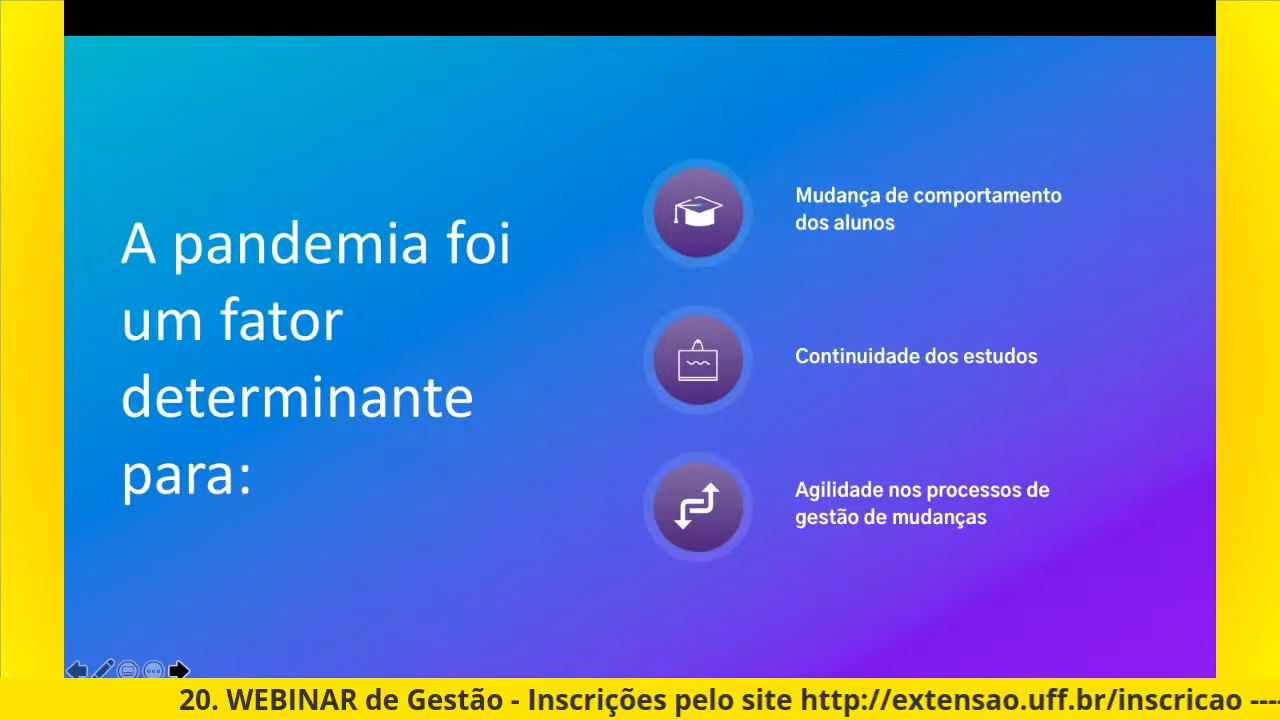 A pandemia foi
um fator
determinante
para:
Mudança de comportamento
dos alunos
Continuidade dos estudos
Agilidade nos processos de
gestão de mudanças
20. WEBINAR de Gestão - Inscrições pelo site http://extensao.uff.br/inscricao ----